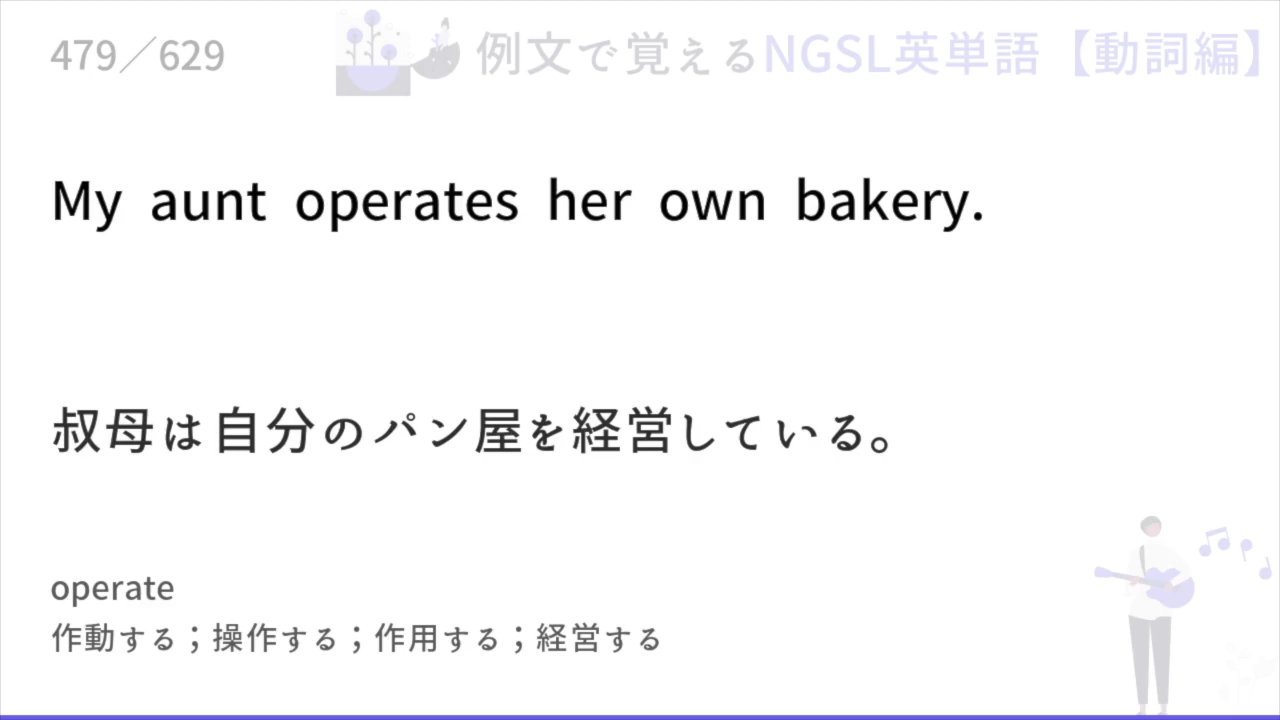 479／629
例文で覚えるNGSL英単語【動詞編】
My aunt operates her own bakery.
叔母は自分のパン屋を経営している。
operate
作動する；操作する；作用する；経営する